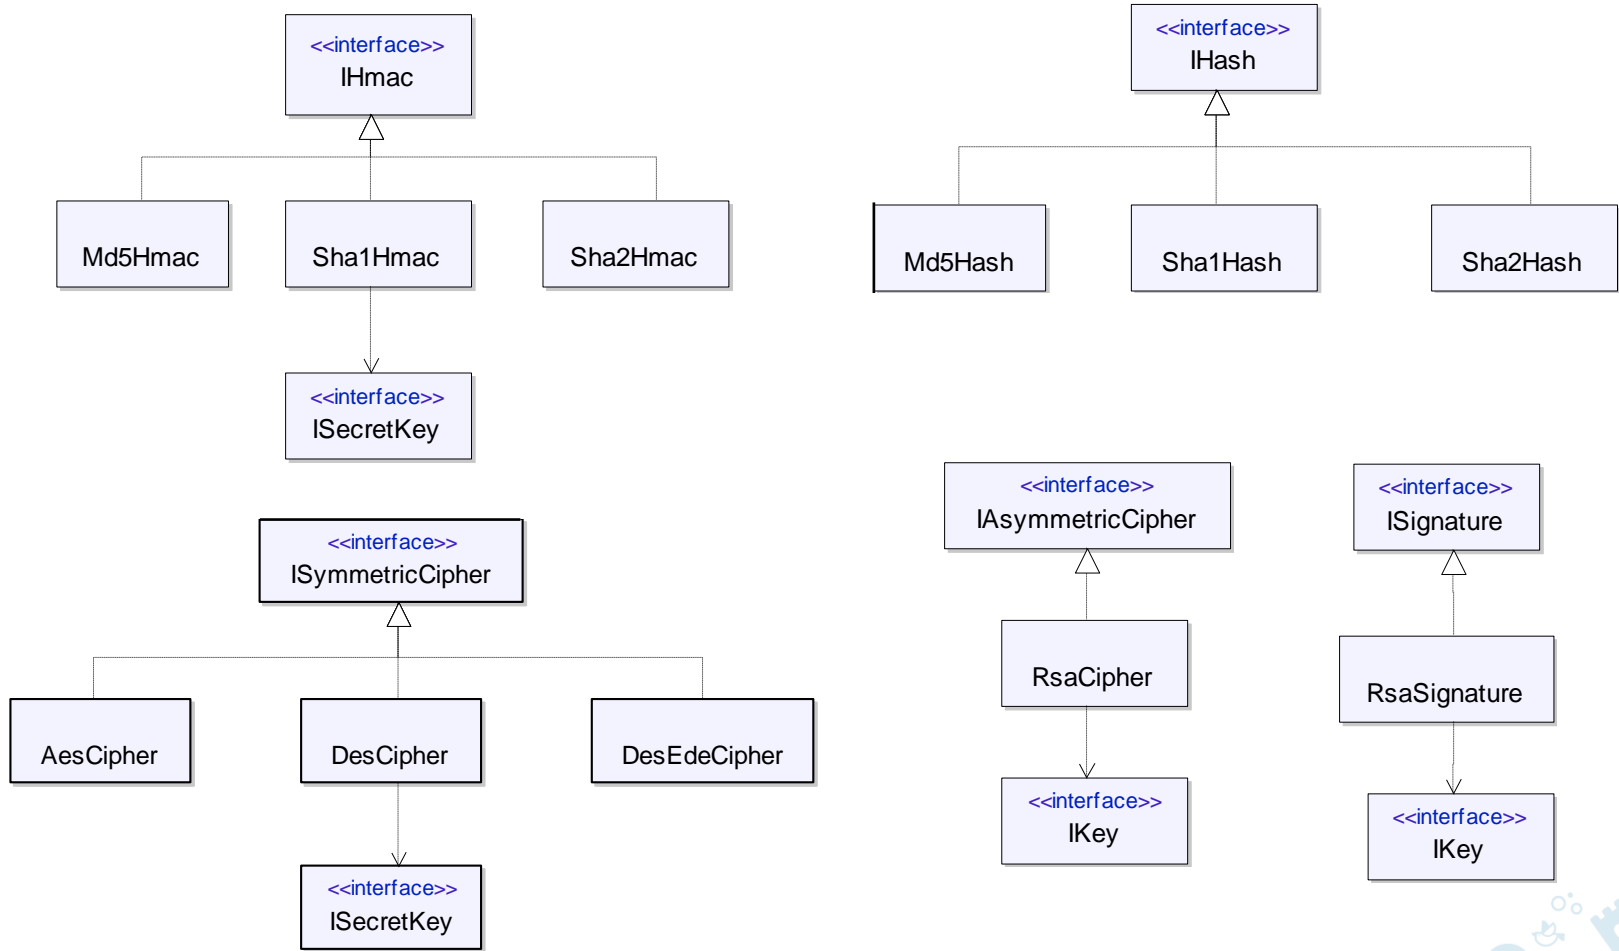 <<interface>>
IHmac
Md5Hmac
Sha1Hmac
Sha2Hmac
<<interface>>
ISecretKey
<<interface>>
IHash
Md5Hash
Sha1Hash
Sha2Hash
<<interface>>
ISymmetricCipher
AesCipher
DesCipher
DesEdeCipher
<<interface>>
ISecretKey
<<interface>>
IAsymmetricCipher
RsaCipher
<<interface>>
IKey
<<interface>>
ISignature
RsaSignature
<<interface>>
IKey